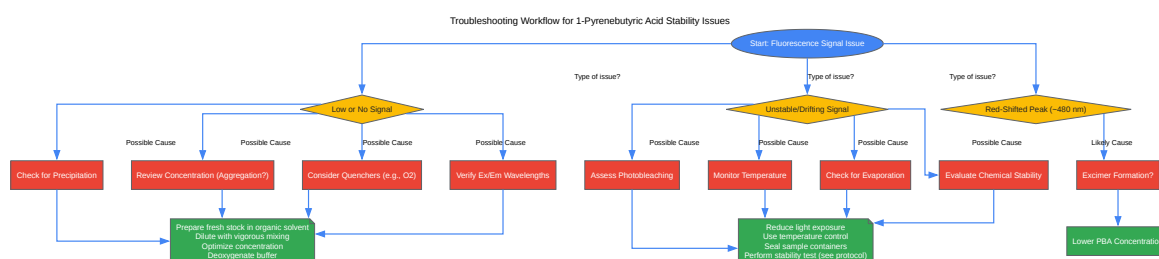 Troubleshooting Workflow for 1-Pyrenebutyric Acid Stability Issues
Start: Fluorescence Signal Issue
Type of issue?
Type of issue?
Type of issue?
Low or No Signal
Unstable/Drifting Signal
Red-Shifted Peak (~480 nm)
Possible Cause
Possible Cause
Possible Cause
Possible Cause
Possible Cause
Possible Cause
Possible Cause
Possible Cause
Likely Cause
Check for Precipitation
Review Concentration (Aggregation?)
Consider Quenchers (e.g., O2)
Verify Ex/Em Wavelengths
Assess Photobleaching
Monitor Temperature
Check for Evaporation
Evaluate Chemical Stability
Excimer Formation?
Prepare fresh stock in organic solvent
Dilute with vigorous mixing
Optimize concentration
Deoxygenate buffer
Reduce light exposure
Use temperature control
Seal sample containers
Perform stability test (see protocol)
Lower PBA Concentratio